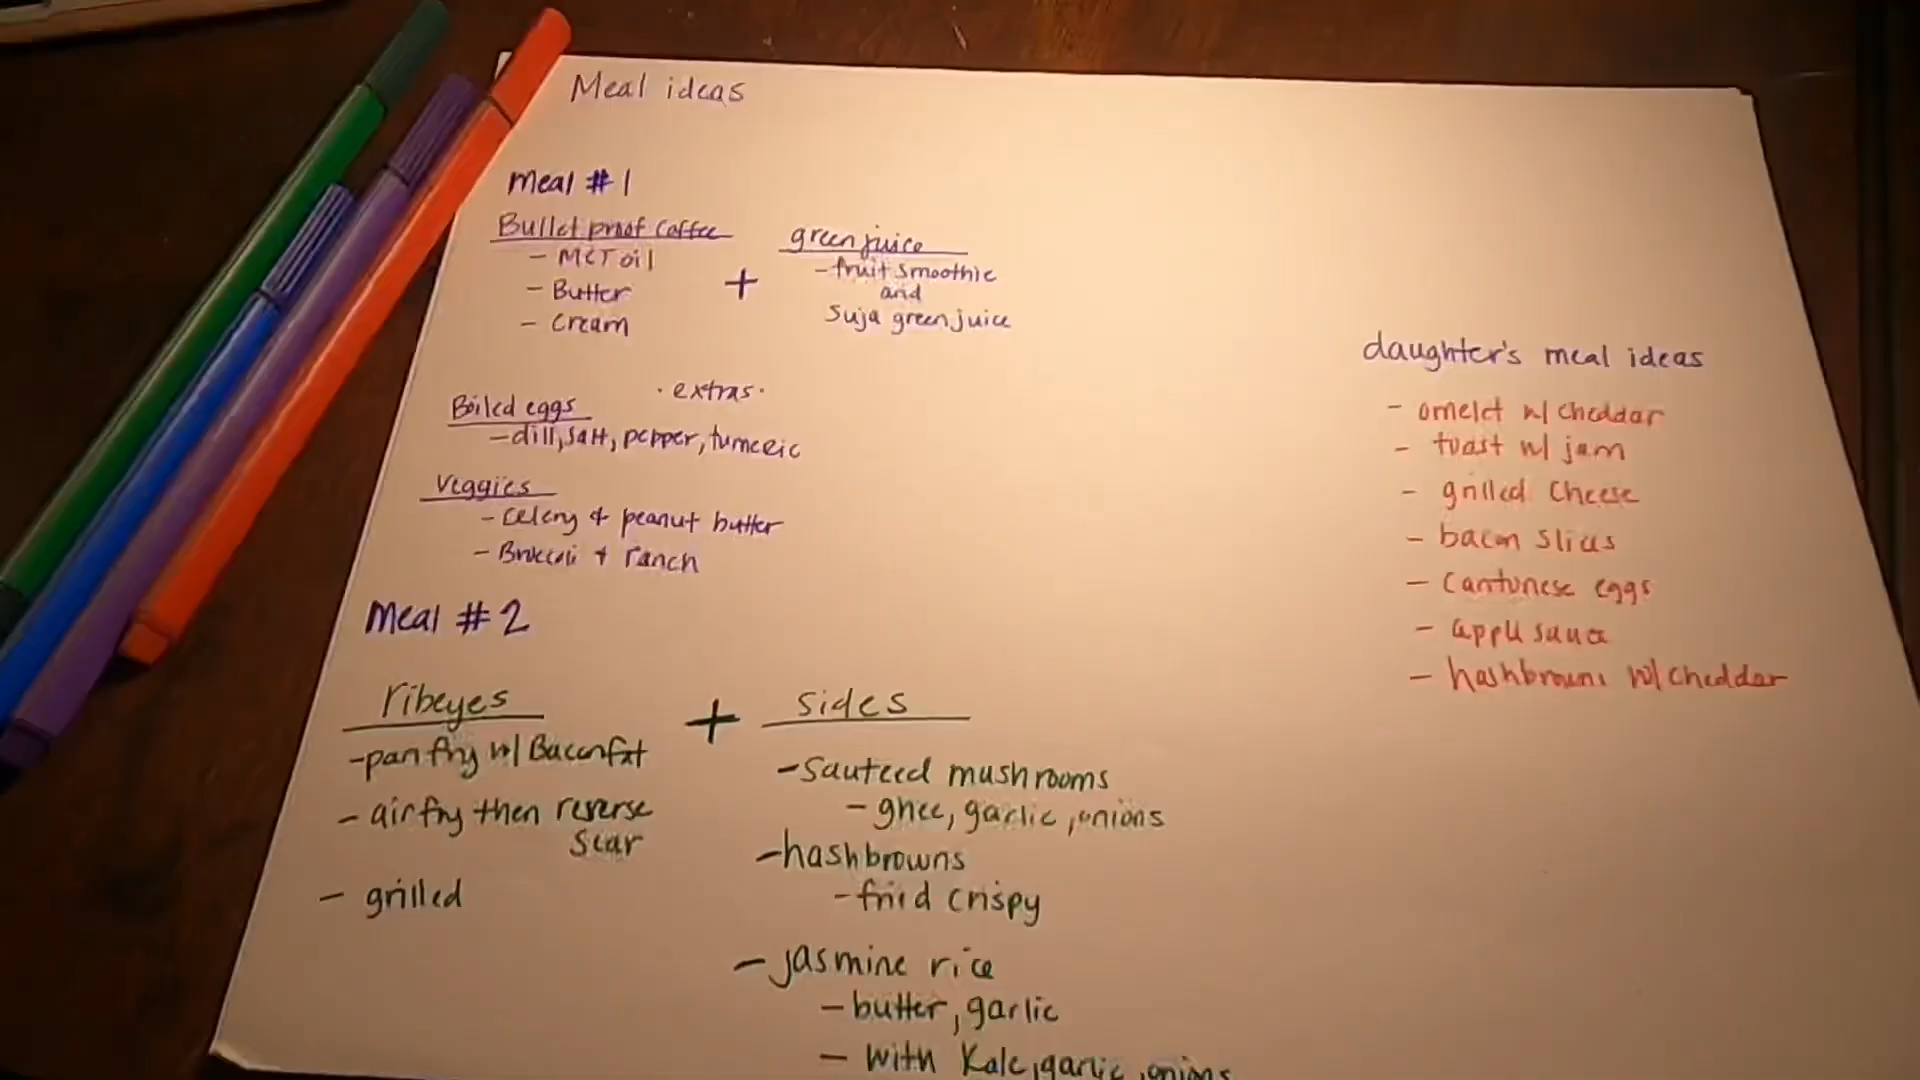 Meal ideas
Meal #1
Bulletproof coffee
- MCT oil
- Butter
- Cream
+
green juice
- fruit smoothie
and
Suja green juice
· extras ·
Boiled eggs
- dill, salt, pepper, tumeric
Veggies
- celery & peanut butter
- Broccoli & ranch
Meal #2
ribeyes
- pan fry w/ Bacon fat
- airfry then reverse
sear
- grilled
+
sides
- Sauteed mushrooms
- ghee, garlic, onions
- hashbrowns
- fried crispy
- jasmine rice
- butter, garlic
- with Kale, garlic, onions
daughter's meal ideas
- omelet w/ cheddar
- toast w/ jam
- grilled cheese
- bacon slices
- Cantonese eggs
- apple sauce
- hashbrowns w/ cheddar